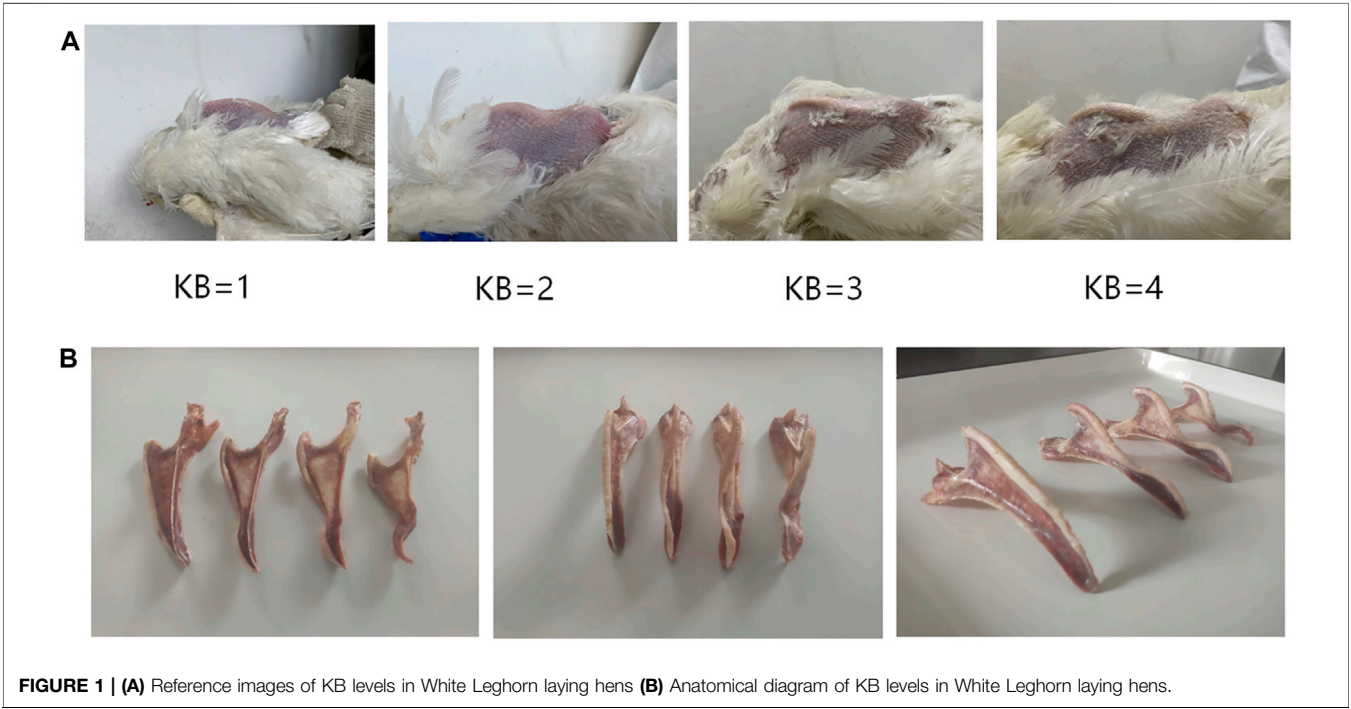 A
KB=1 KB=2 KB=3 KB=4
B
FIGURE 1 | (A) Reference images of KB levels in White Leghorn laying hens (B) Anatomical diagram of KB levels in White Leghorn laying hens.